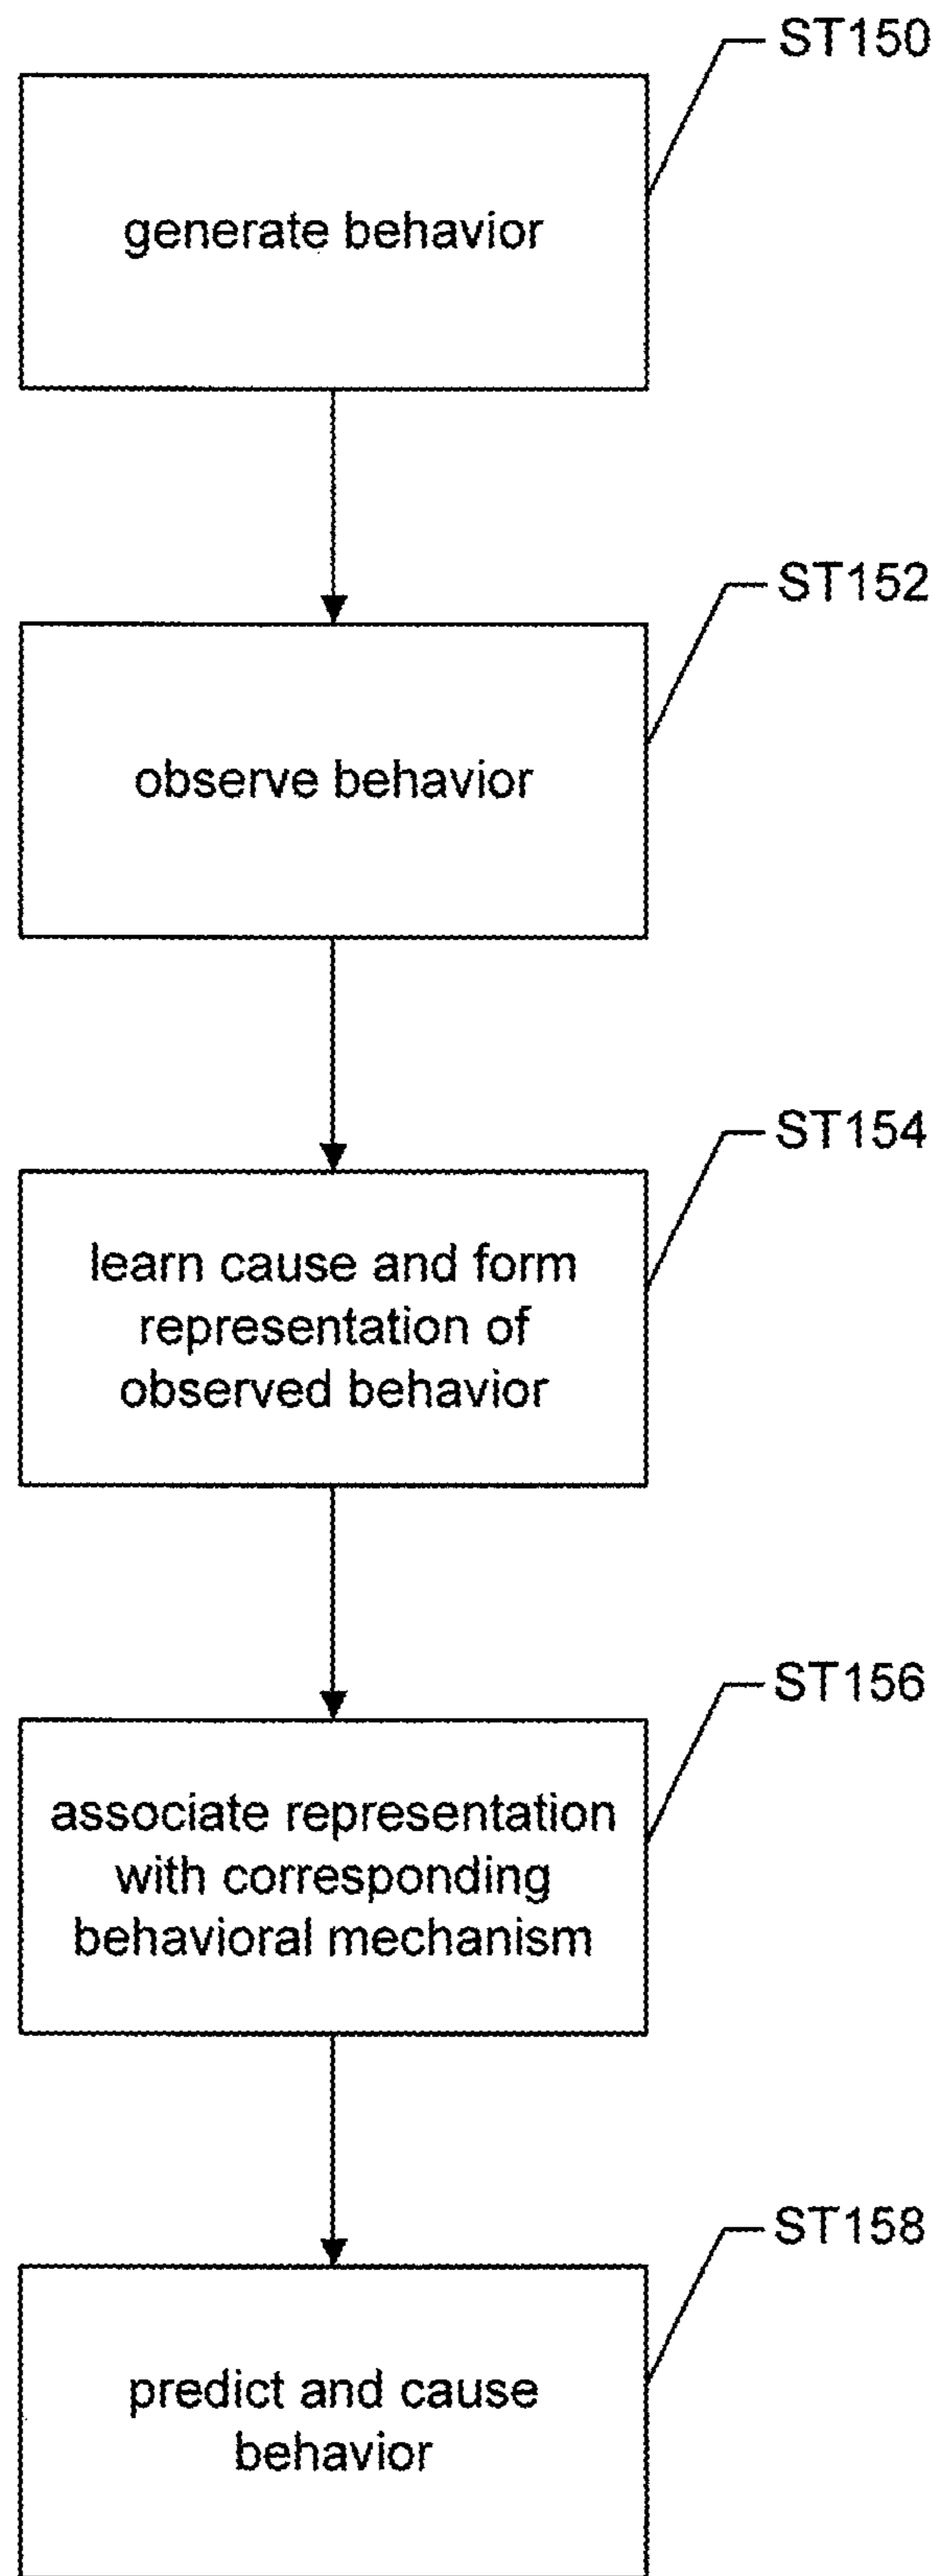 ST150
generate behavior
ST152
observe behavior
ST154
learn cause and form
representation of
observed behavior
ST156
associate representation
with corresponding
behavioral mechanism
ST158
predict and cause
behavior